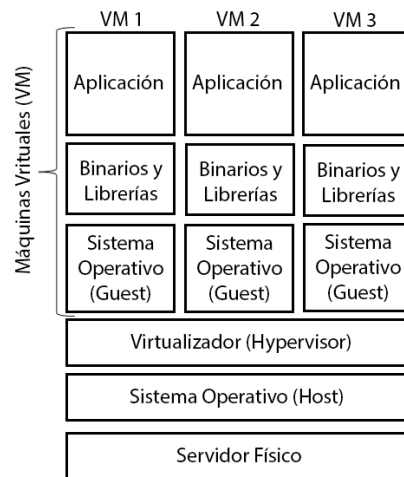 VM 1 VM 2 VM 3
Máquinas Vrituales (VM)
Aplicación Aplicación Aplicación
Binarios y Binarios y Binarios y
Librerías Librerías Librerías
Sistema Sistema Sistema
Operativo Operativo Operativo
(Guest) (Guest) (Guest)
Virtualizador (Hypervisor)
Sistema Operativo (Host)
Servidor Físico